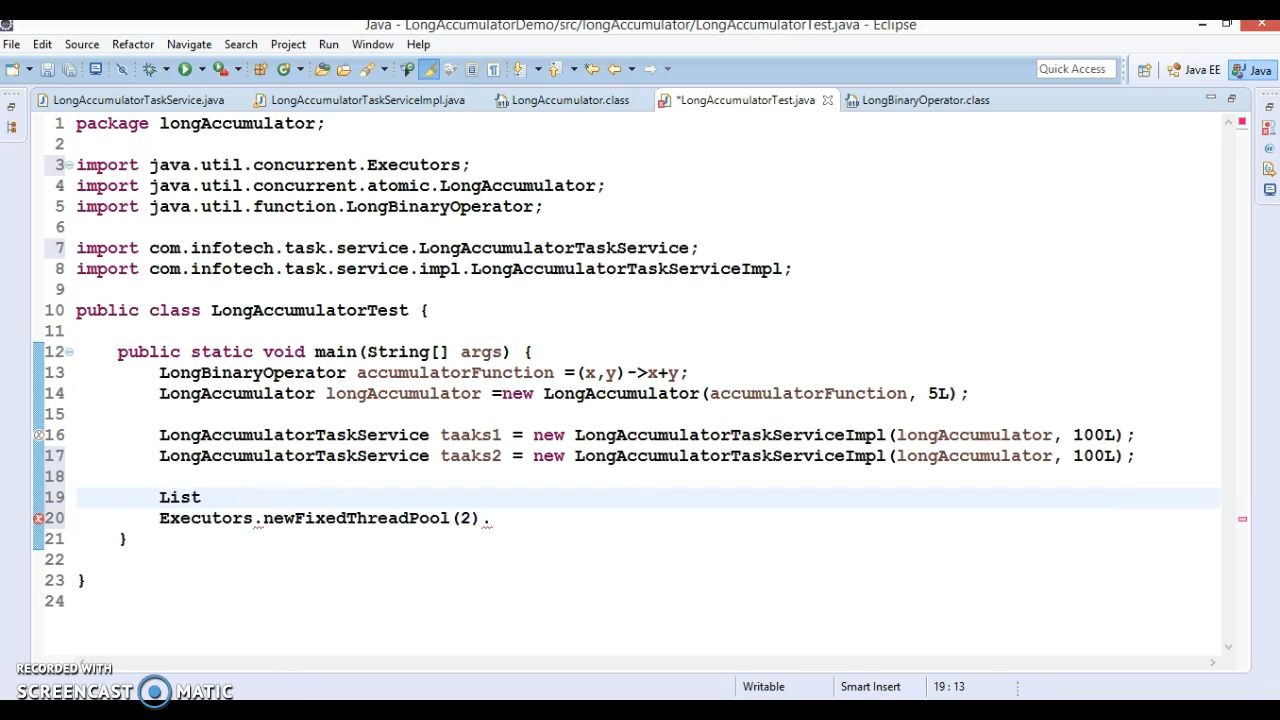 Java - LongAccumulatorDemo/src/longAccumulator/LongAccumulatorTest.java - Eclipse
File Edit Source Refactor Navigate Search Project Run Window Help
Quick Access Java EE Java
LongAccumulatorTaskService.java LongAccumulatorTaskServiceImpl.java LongAccumulator.class *LongAccumulatorTest.java LongBinaryOperator.class
1 package longAccumulator;
2
3 import java.util.concurrent.Executors;
4 import java.util.concurrent.atomic.LongAccumulator;
5 import java.util.function.LongBinaryOperator;
6
7 import com.infotech.task.service.LongAccumulatorTaskService;
8 import com.infotech.task.service.impl.LongAccumulatorTaskServiceImpl;
9
10 public class LongAccumulatorTest {
11
12 public static void main(String[] args) {
13 LongBinaryOperator accumulatorFunction =(x,y)->x+y;
14 LongAccumulator longAccumulator =new LongAccumulator(accumulatorFunction, 5L);
15
16 LongAccumulatorTaskService taaks1 = new LongAccumulatorTaskServiceImpl(longAccumulator, 100L);
17 LongAccumulatorTaskService taaks2 = new LongAccumulatorTaskServiceImpl(longAccumulator, 100L);
18
19 List
20 Executors.newFixedThreadPool(2).
21 }
22
23 }
24
RECORDED WITH
SCREENCAST MATIC
Writable Smart Insert 19 : 13